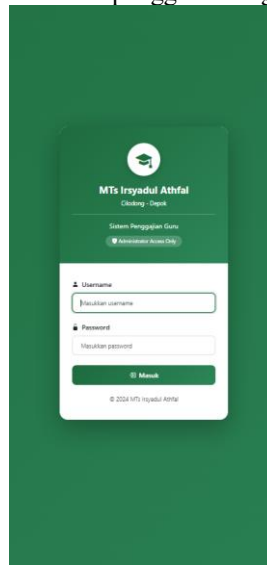 MTs Irsyadul Athfal
Cilodong - Depok
Sistem Penggajian Guru
Administrator Access Only
Username
Masukkan username
Password
Masukkan password
Masuk
© 2024 MTs Irsyadul Athfal